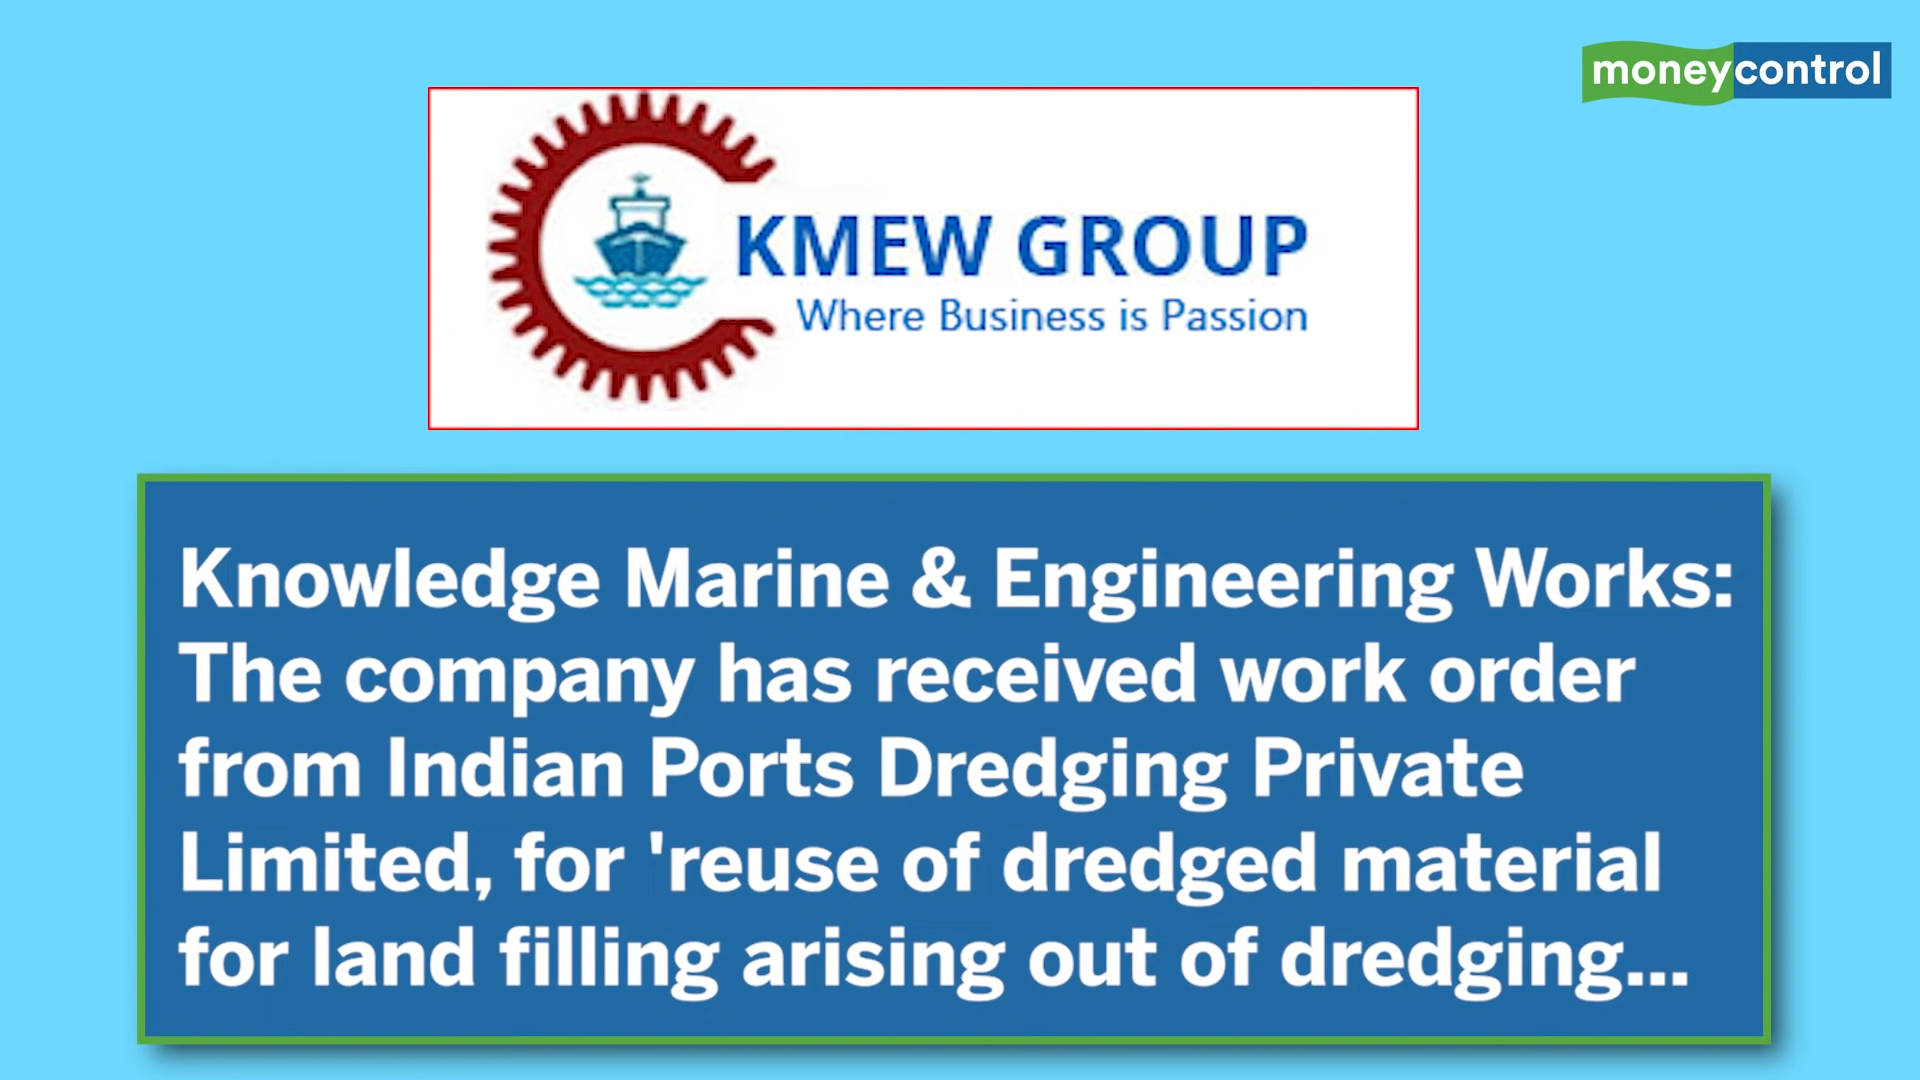 moneycontrol
KMEW GROUP
Where Business is Passion
Knowledge Marine & Engineering Works:
The company has received work order
from Indian Ports Dredging Private
Limited, for 'reuse of dredged material
for land filling arising out of dredging...